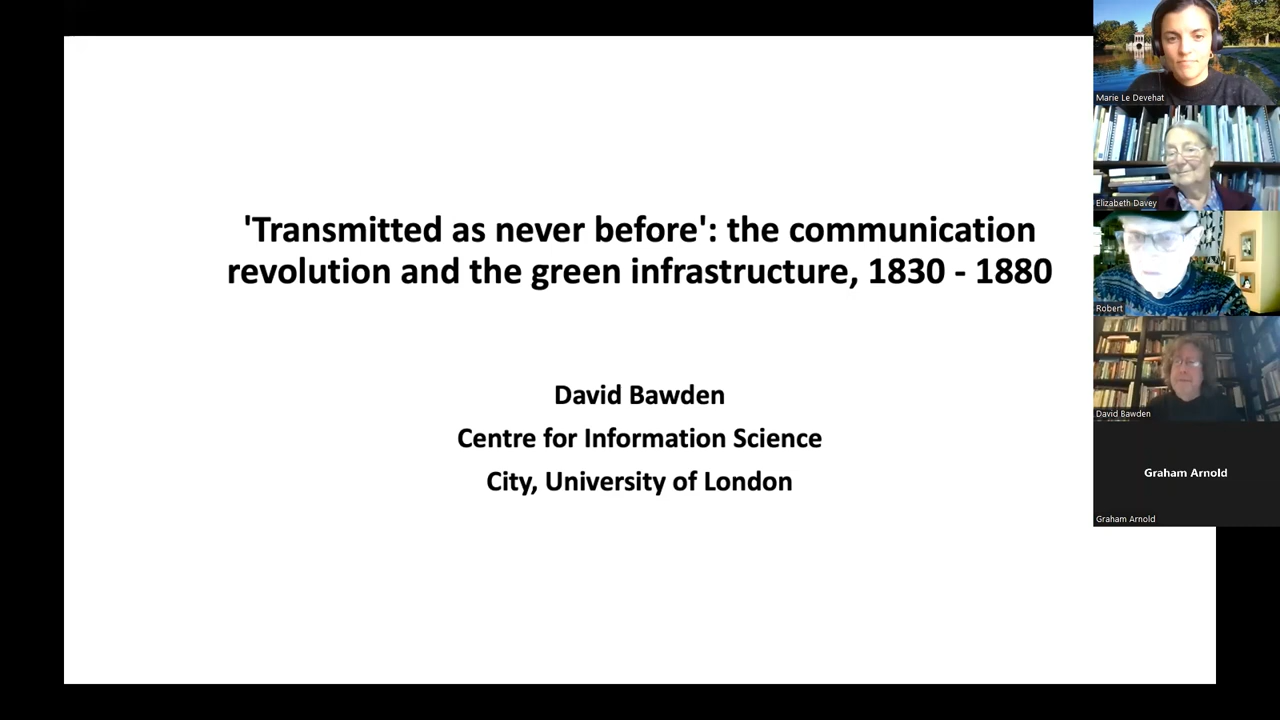 'Transmitted as never before': the communication
revolution and the green infrastructure, 1830 - 1880
David Bawden
Centre for Information Science
City, University of London
Marie Le Devehat
Elizabeth Davey
Robert
David Bawden
Graham Arnold
Graham Arnold